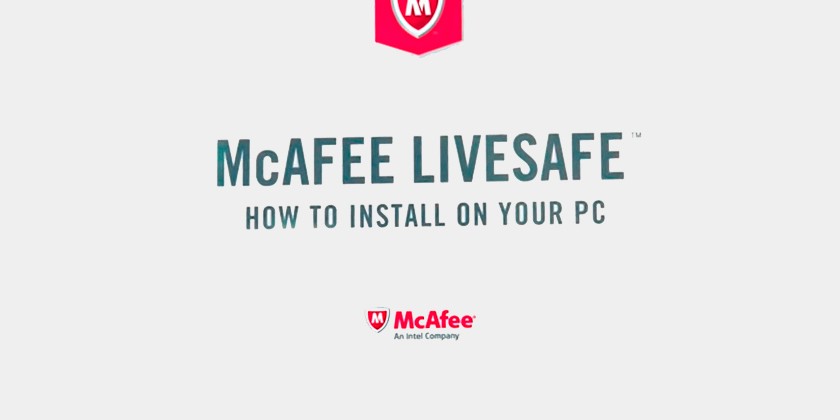 McAFEE LIVESAFE™
HOW TO INSTALL ON YOUR PC
McAfee®
An Intel Company